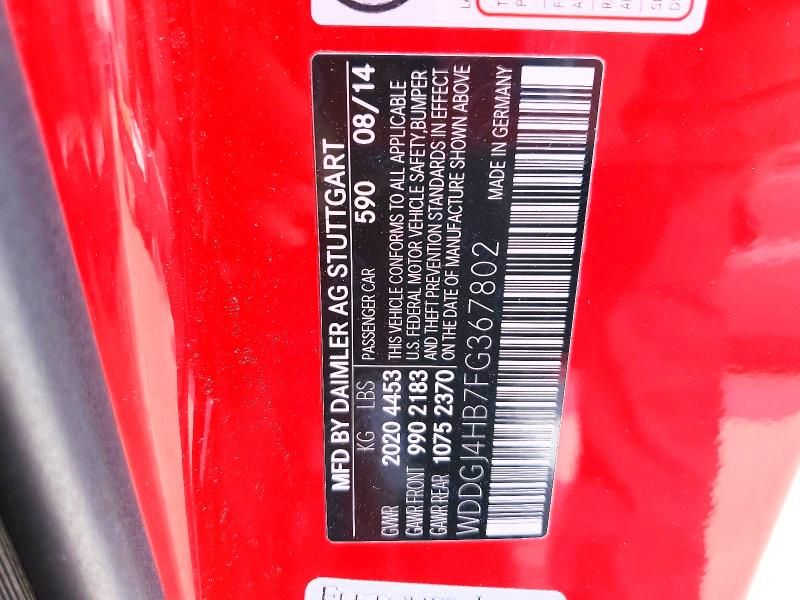 MFD BY DAIMLER AG STUTTGART
KG LBS PASSENGER CAR 590 08/14
GVWR 2020 4453 THIS VEHICLE CONFORMS TO ALL APPLICABLE
GAWR FRONT 990 2183 U.S. FEDERAL MOTOR VEHICLE SAFETY,BUMPER
GAWR REAR 1075 2370 AND THEFT PREVENTION STANDARDS IN EFFECT
ON THE DATE OF MANUFACTURE SHOWN ABOVE
WDDGJ4HB7FG367802 MADE IN GERMANY